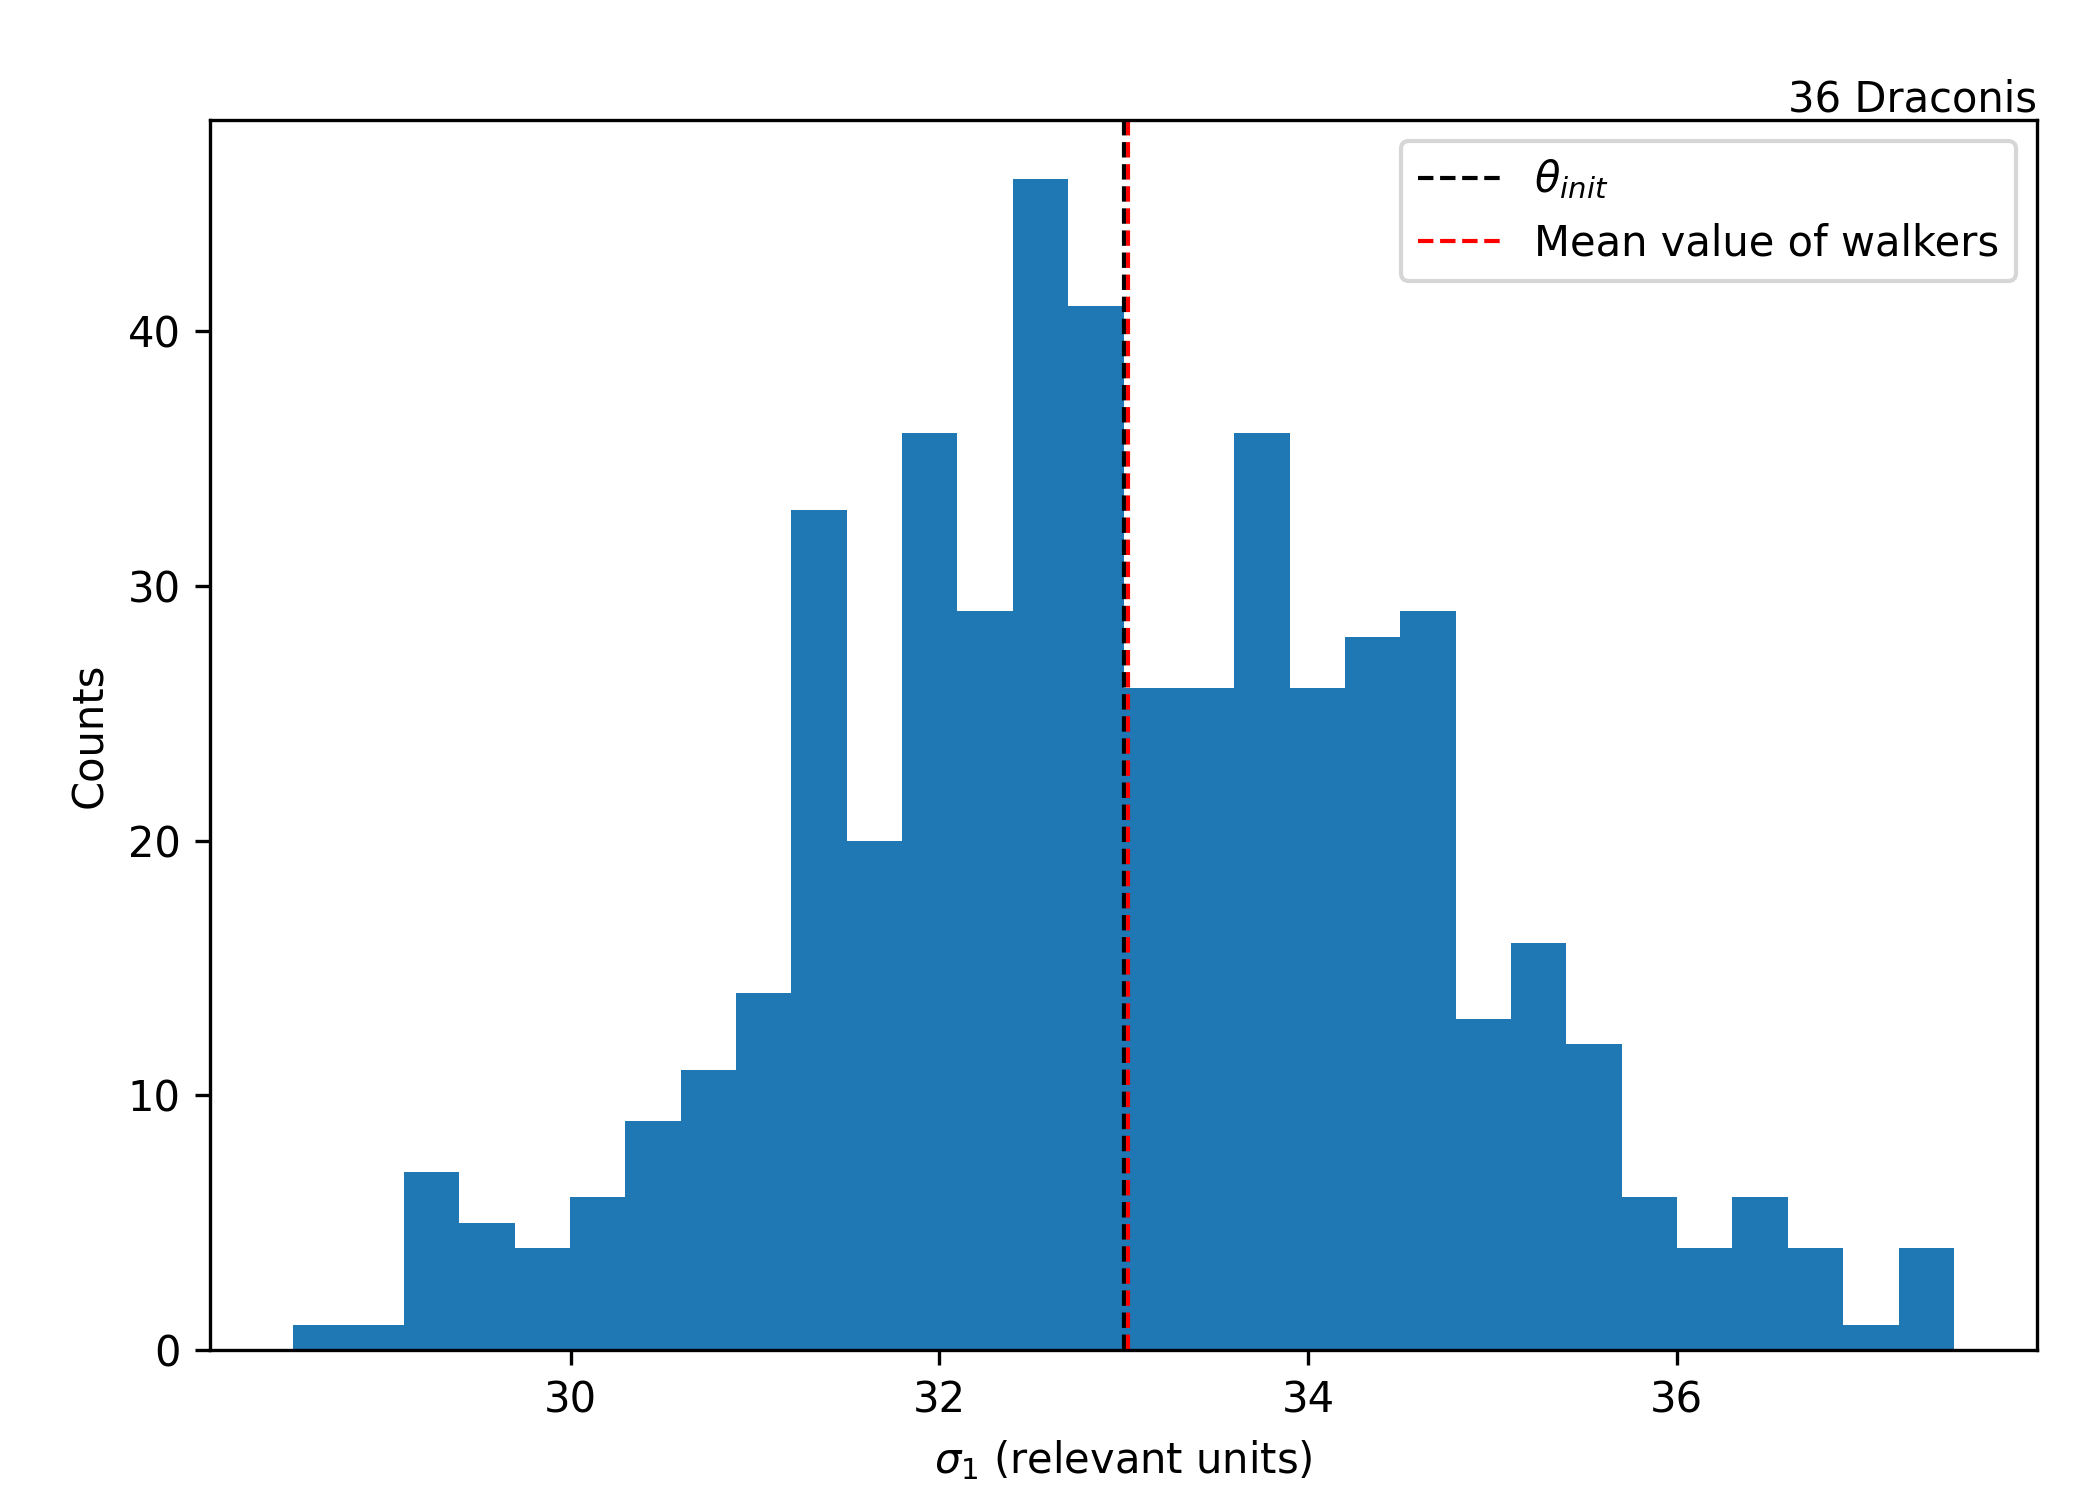 36 Draconis
θ_init
Mean value of walkers
40
30
20
10
0
Counts
30 32 34 36
σ₁ (relevant units)